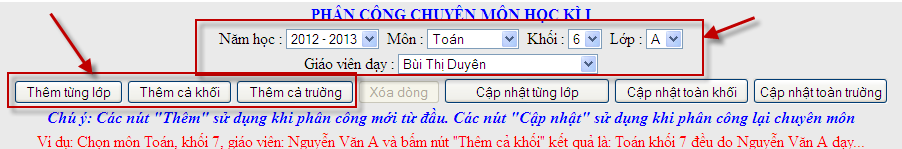 PHÂN CÔNG CHUYÊN MÔN HỌC KÌ I
Năm học : 2012 - 2013 Môn : Toán Khối : 6 Lớp : A
Giáo viên dạy : Bùi Thị Duyên
Thêm từng lớp Thêm cả khối Thêm cả trường Xóa dòng Cập nhật từng lớp Cập nhật toàn khối Cập nhật toàn trường
Chú ý: Các nút "Thêm" sử dụng khi phân công mới từ đầu. Các nút "Cập nhật" sử dụng khi phân công lại chuyên môn
Ví dụ: Chọn môn Toán, khối 7, giáo viên: Nguyễn Văn A và bấm nút "Thêm cả khối" kết quả là: Toán khối 7 đều do Nguyễn Văn A dạy...